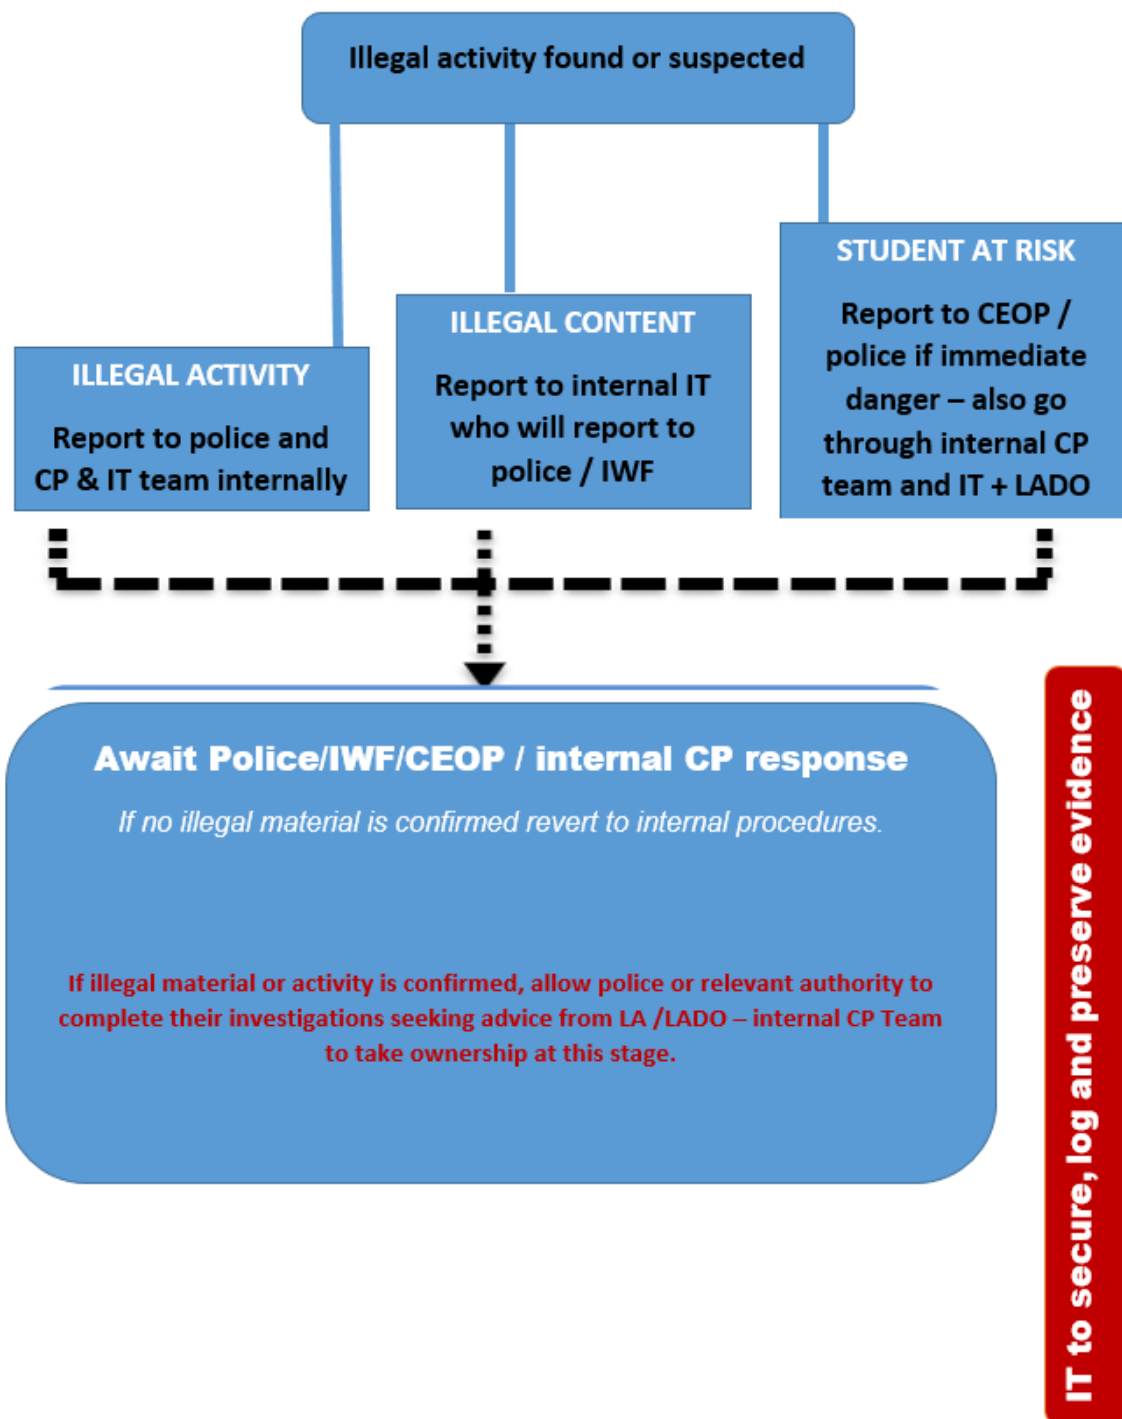 Illegal activity found or suspected
ILLEGAL ACTIVITY
Report to police and
CP & IT team internally
ILLEGAL CONTENT
Report to internal IT
who will report to
police / IWF
STUDENT AT RISK
Report to CEOP /
police if immediate
danger – also go
through internal CP
team and IT + LADO
Await Police/IWF/CEOP / internal CP response
If no illegal material is confirmed revert to internal procedures.
If illegal material or activity is confirmed, allow police or relevant authority to
complete their investigations seeking advice from LA /LADO – internal CP Team
to take ownership at this stage.
IT to secure, log and preserve evidence